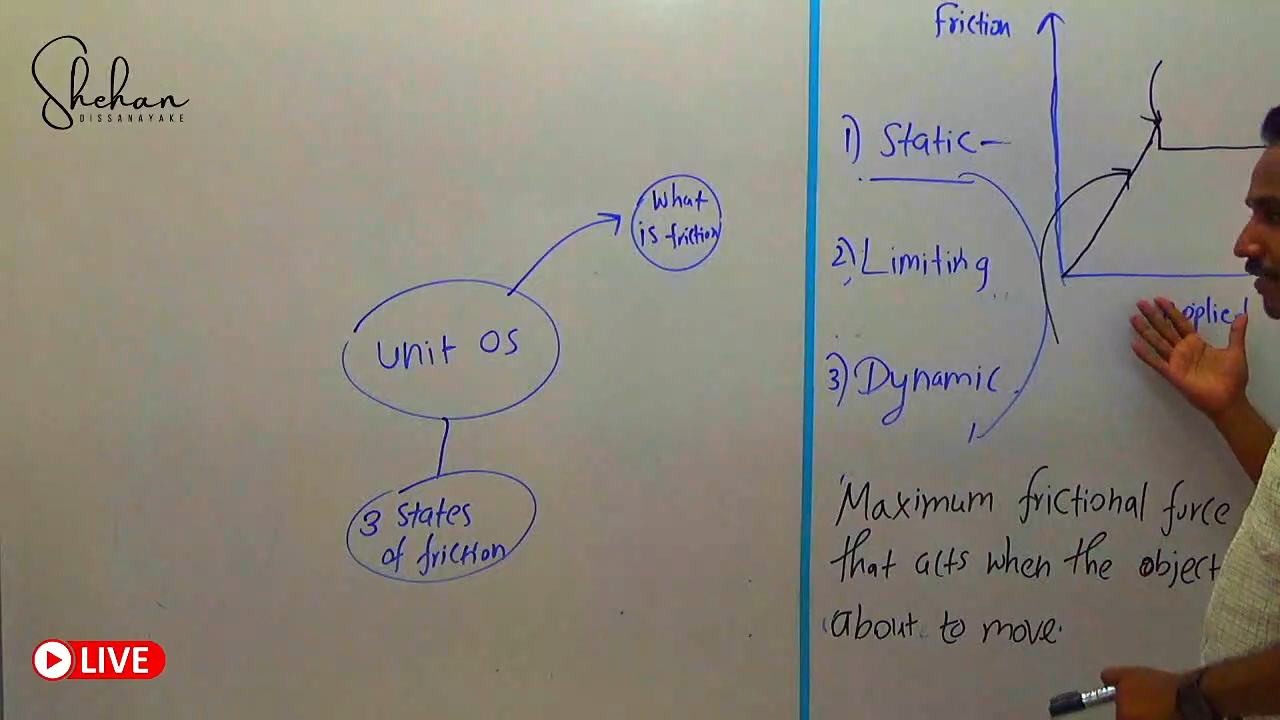 Shehan
DISSANAYAKE
What
is friction
Unit 05
3 states
of friction
LIVE
friction
1) Static -
2) Limiting
3) Dynamic
Applied
Maximum frictional force
that acts when the object
about to move.